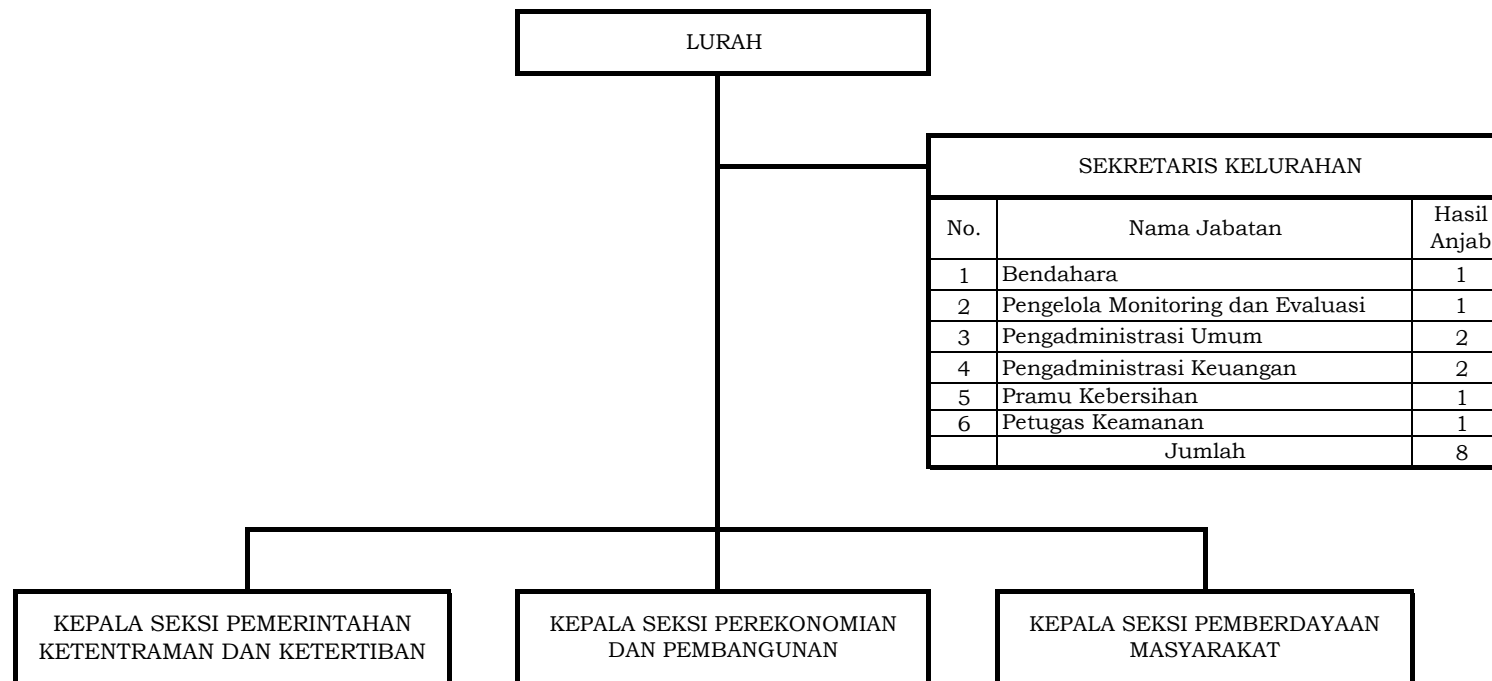 LURAH
SEKRETARIS KELURAHAN
No. Nama Jabatan Hasil
Anjab
1 Bendahara 1
2 Pengelola Monitoring dan Evaluasi 1
3 Pengadministrasi Umum 2
4 Pengadministrasi Keuangan 2
5 Pramu Kebersihan 1
6 Petugas Keamanan 1
Jumlah 8
KEPALA SEKSI PEMERINTAHAN
KETENTRAMAN DAN KETERTIBAN
KEPALA SEKSI PEREKONOMIAN
DAN PEMBANGUNAN
KEPALA SEKSI PEMBERDAYAAN
MASYARAKAT